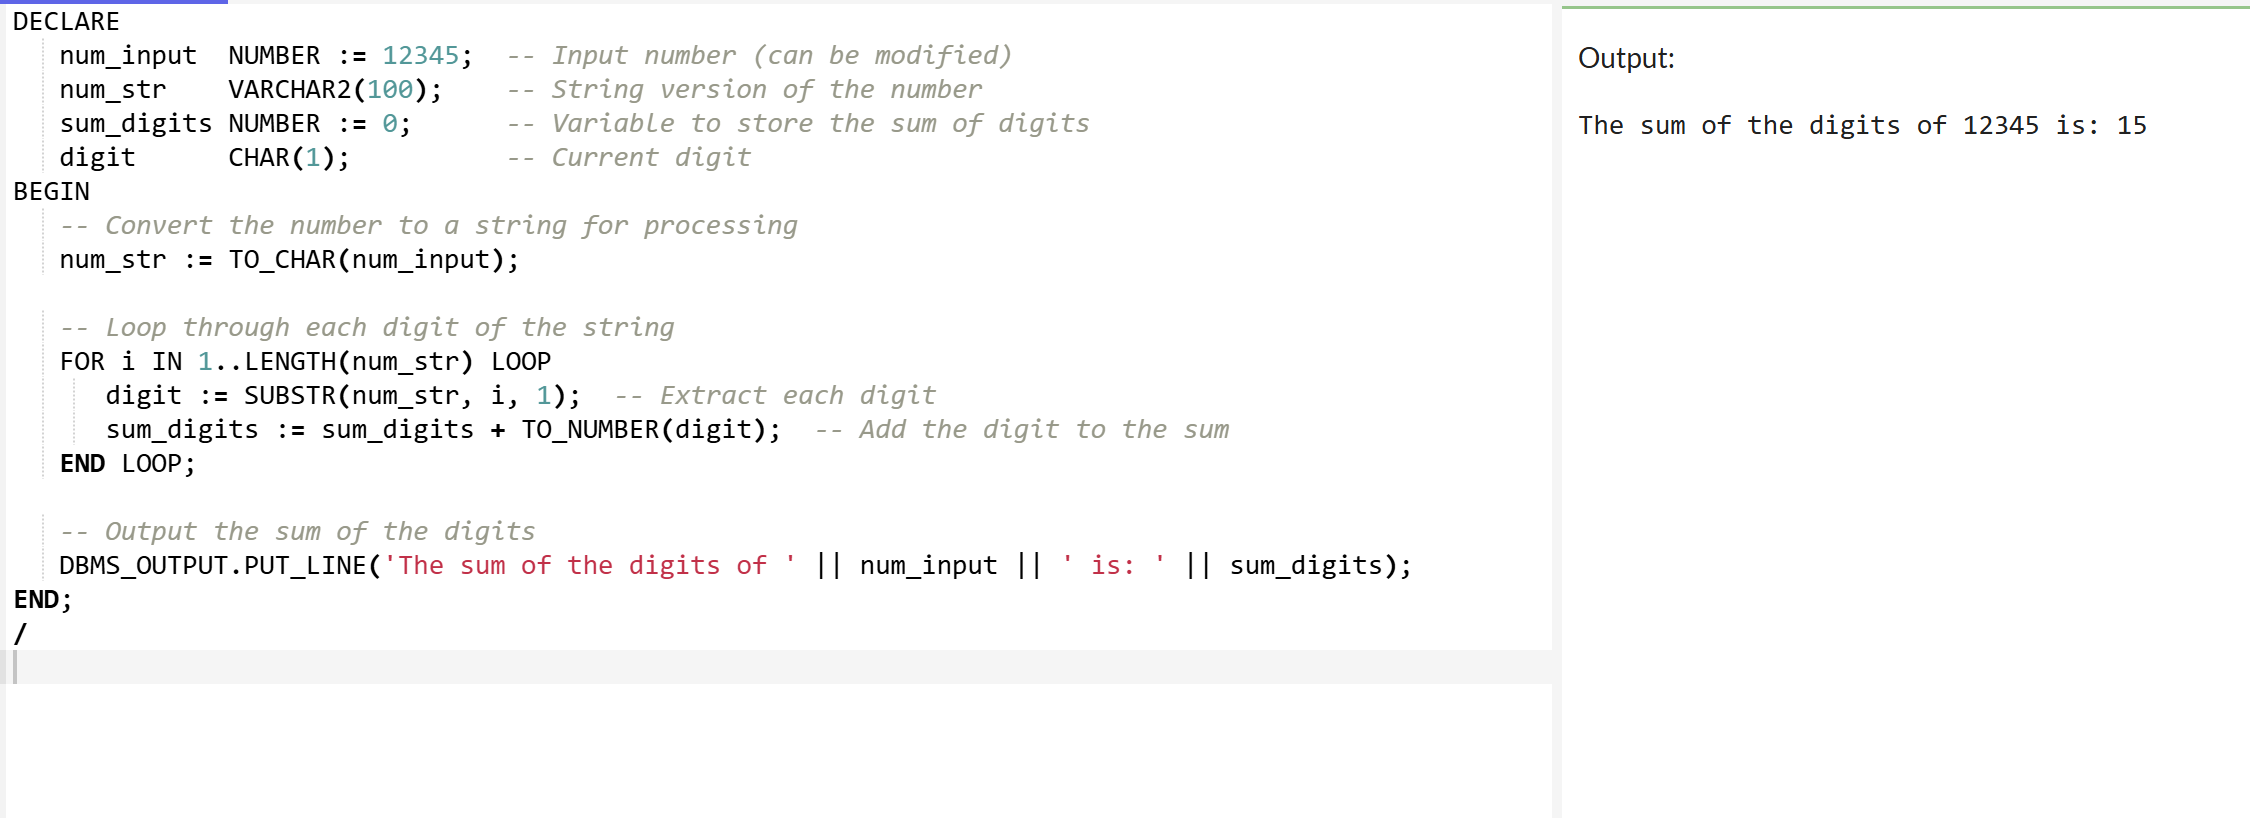 DECLARE
   num_input  NUMBER := 12345;  -- Input number (can be modified)
   num_str    VARCHAR2(100);    -- String version of the number
   sum_digits NUMBER := 0;      -- Variable to store the sum of digits
   digit      CHAR(1);          -- Current digit
BEGIN
   -- Convert the number to a string for processing
   num_str := TO_CHAR(num_input);

   -- Loop through each digit of the string
   FOR i IN 1..LENGTH(num_str) LOOP
      digit := SUBSTR(num_str, i, 1);  -- Extract each digit
      sum_digits := sum_digits + TO_NUMBER(digit);  -- Add the digit to the sum
   END LOOP;

   -- Output the sum of the digits
   DBMS_OUTPUT.PUT_LINE('The sum of the digits of ' || num_input || ' is: ' || sum_digits);
END;
/
Output:
The sum of the digits of 12345 is: 15